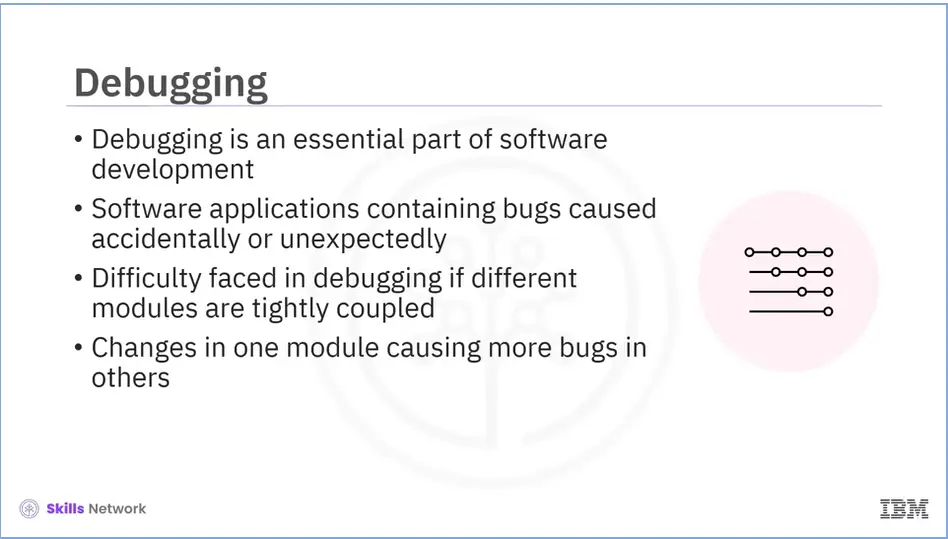 Debugging
• Debugging is an essential part of software
development
• Software applications containing bugs caused
accidentally or unexpectedly
• Difficulty faced in debugging if different
modules are tightly coupled
• Changes in one module causing more bugs in
others
Skills Network
IBM